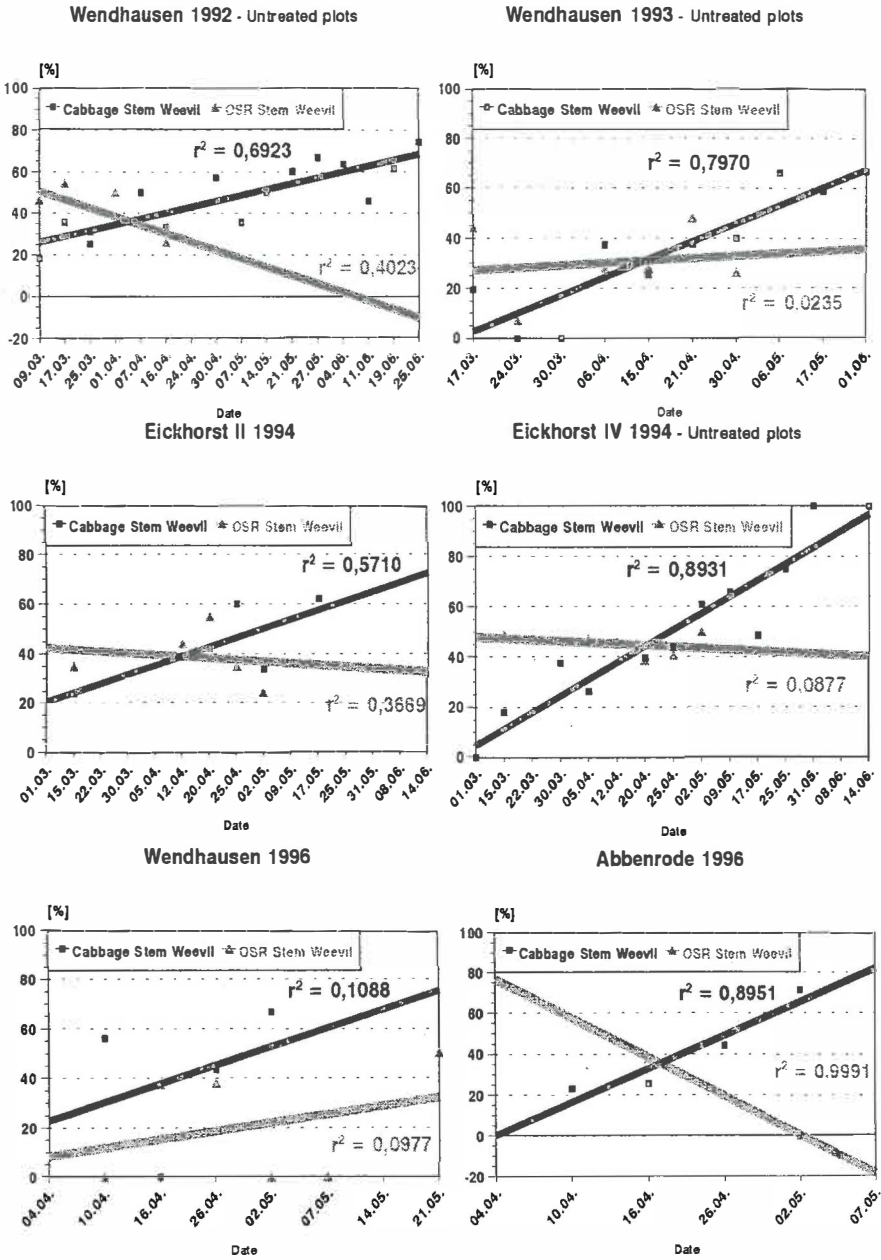 Wendhausen 1992 - Untreated plots
[%]
100
80
60
40
20
0
-20
Cabbage Stem Weevil OSR Stem Weevil
r² = 0,6923
r² = 0,4023
09.03. 17.03. 25.03. 01.04. 07.04. 16.04. 24.04. 30.04. 07.05. 14.05. 21.05. 27.05. 04.06. 11.06. 19.06. 25.06.
Date
Wendhausen 1993 - Untreated plots
[%]
100
80
60
40
20
0
Cabbage Stem Weevil OSR Stem Weevil
r² = 0,7970
r² = 0.0235
17.03. 24.03. 30.03. 06.04. 15.04. 21.04. 30.04. 06.05. 17.05. 01.06.
Date
Eickhorst II 1994
[%]
100
80
60
40
20
0
Cabbage Stem Weevil OSR Stem Weevil
r² = 0,5710
r² = 0,3669
01.03. 15.03. 22.03. 30.03. 05.04. 12.04. 20.04. 25.04. 02.05. 09.05. 17.05. 25.05. 31.05. 08.06. 14.06.
Date
Eickhorst IV 1994 - Untreated plots
[%]
100
80
60
40
20
0
Cabbage Stem Weevil OSR Stem Weevil
r² = 0,8931
r² = 0,0877
01.03. 15.03. 22.03. 30.03. 05.04. 12.04. 20.04. 25.04. 02.05. 09.05. 17.05. 25.05. 31.05. 08.06. 14.06.
Date
Wendhausen 1996
[%]
100
80
60
40
20
0
Cabbage Stem Weevil OSR Stem Weevil
r² = 0,1088
r² = 0,0977
04.04. 10.04. 16.04. 26.04. 02.05. 07.05. 14.05. 21.05.
Date
Abbenrode 1996
[%]
100
80
60
40
20
0
-20
Cabbage Stem Weevil OSR Stem Weevil
r² = 0,8951
r² = 0.9991
04.04. 10.04. 16.04. 26.04. 02.05. 07.05.
Date